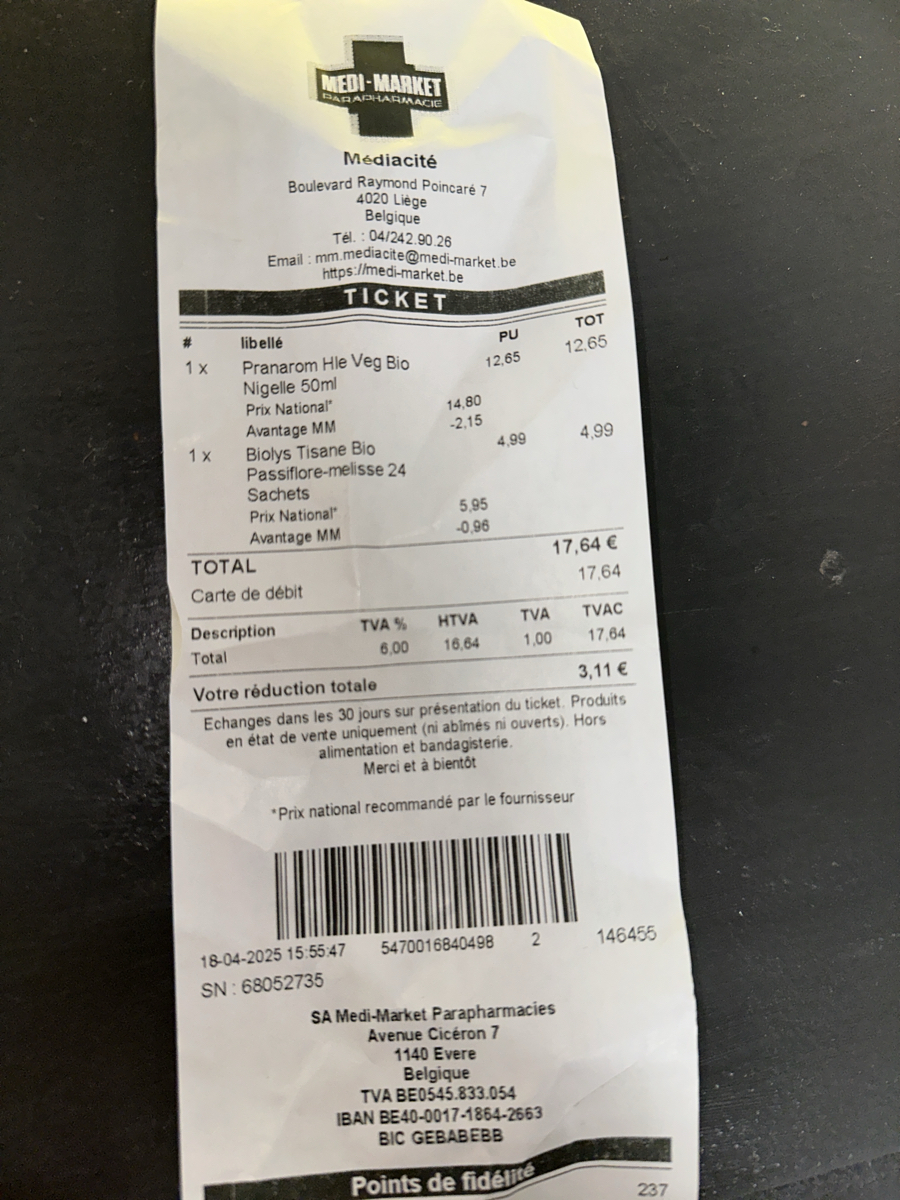 MEDI-MARKET
PARAPHARMACIE
Médiacité
Boulevard Raymond Poincaré 7
4020 Liège
Belgique
Tél. : 04/242.90.26
Email : mm.mediacite@medi-market.be
https://medi-market.be
TICKET
# libellé PU TOT
1 x Pranarom Hle Veg Bio 12,65 12,65
Nigelle 50ml
Prix National* 14,80
Avantage MM -2,15
1 x Biolys Tisane Bio 4,99 4,99
Passiflore-melisse 24
Sachets
Prix National* 5,95
Avantage MM -0,96
TOTAL 17,64 €
Carte de débit 17,64
Description TVA % HTVA TVA TVAC
Total 6,00 16,64 1,00 17,64
Votre réduction totale 3,11 €
Echanges dans les 30 jours sur présentation du ticket. Produits
en état de vente uniquement (ni abîmés ni ouverts). Hors
alimentation et bandagisterie.
Merci et à bientôt
*Prix national recommandé par le fournisseur
18-04-2025 15:55:47 5470016840498 2 146455
SN : 68052735
SA Medi-Market Parapharmacies
Avenue Cicéron 7
1140 Evere
Belgique
TVA BE0545.833.054
IBAN BE40-0017-1864-2663
BIC GEBABEBB
Points de fidélité
237